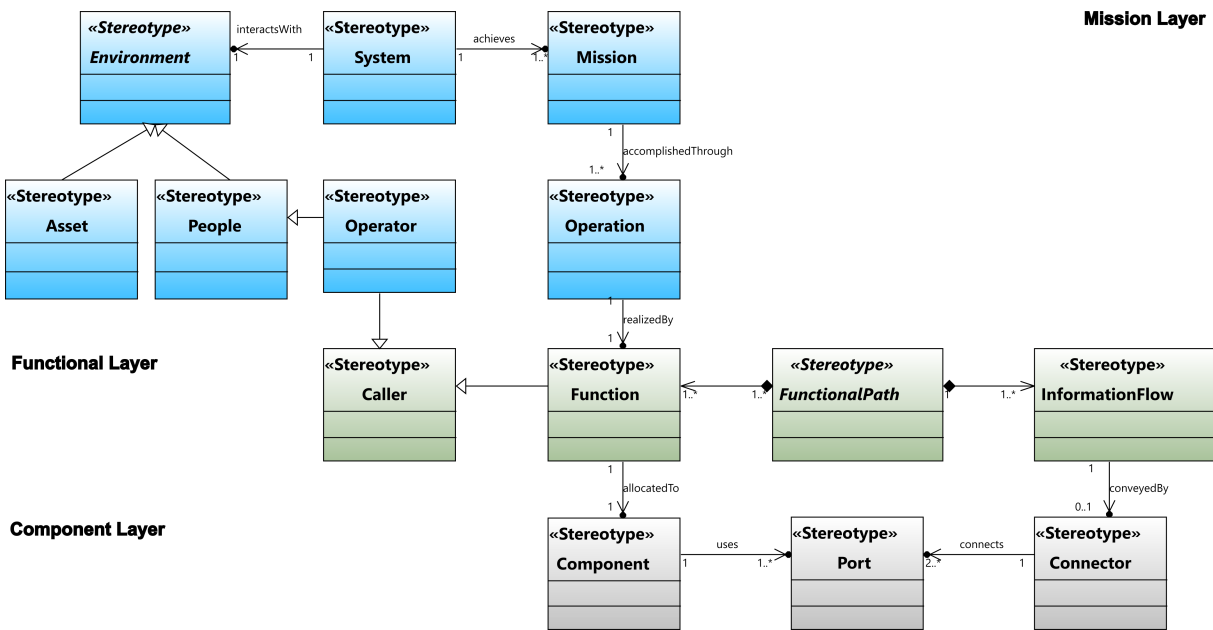 Mission Layer
«Stereotype»
Environment
interactsWith
1
1
«Stereotype»
System
achieves
1
1..*
«Stereotype»
Mission
1
accomplishedThrough
1..*
«Stereotype»
Asset
«Stereotype»
People
«Stereotype»
Operator
«Stereotype»
Operation
1
realizedBy
1
Functional Layer
«Stereotype»
Caller
«Stereotype»
Function
1..*
1..*
«Stereotype»
FunctionalPath
1
1..*
«Stereotype»
InformationFlow
1
allocatedTo
1
1
conveyedBy
0..1
Component Layer
«Stereotype»
Component
uses
1
1..*
«Stereotype»
Port
connects
2..*
1
«Stereotype»
Connector